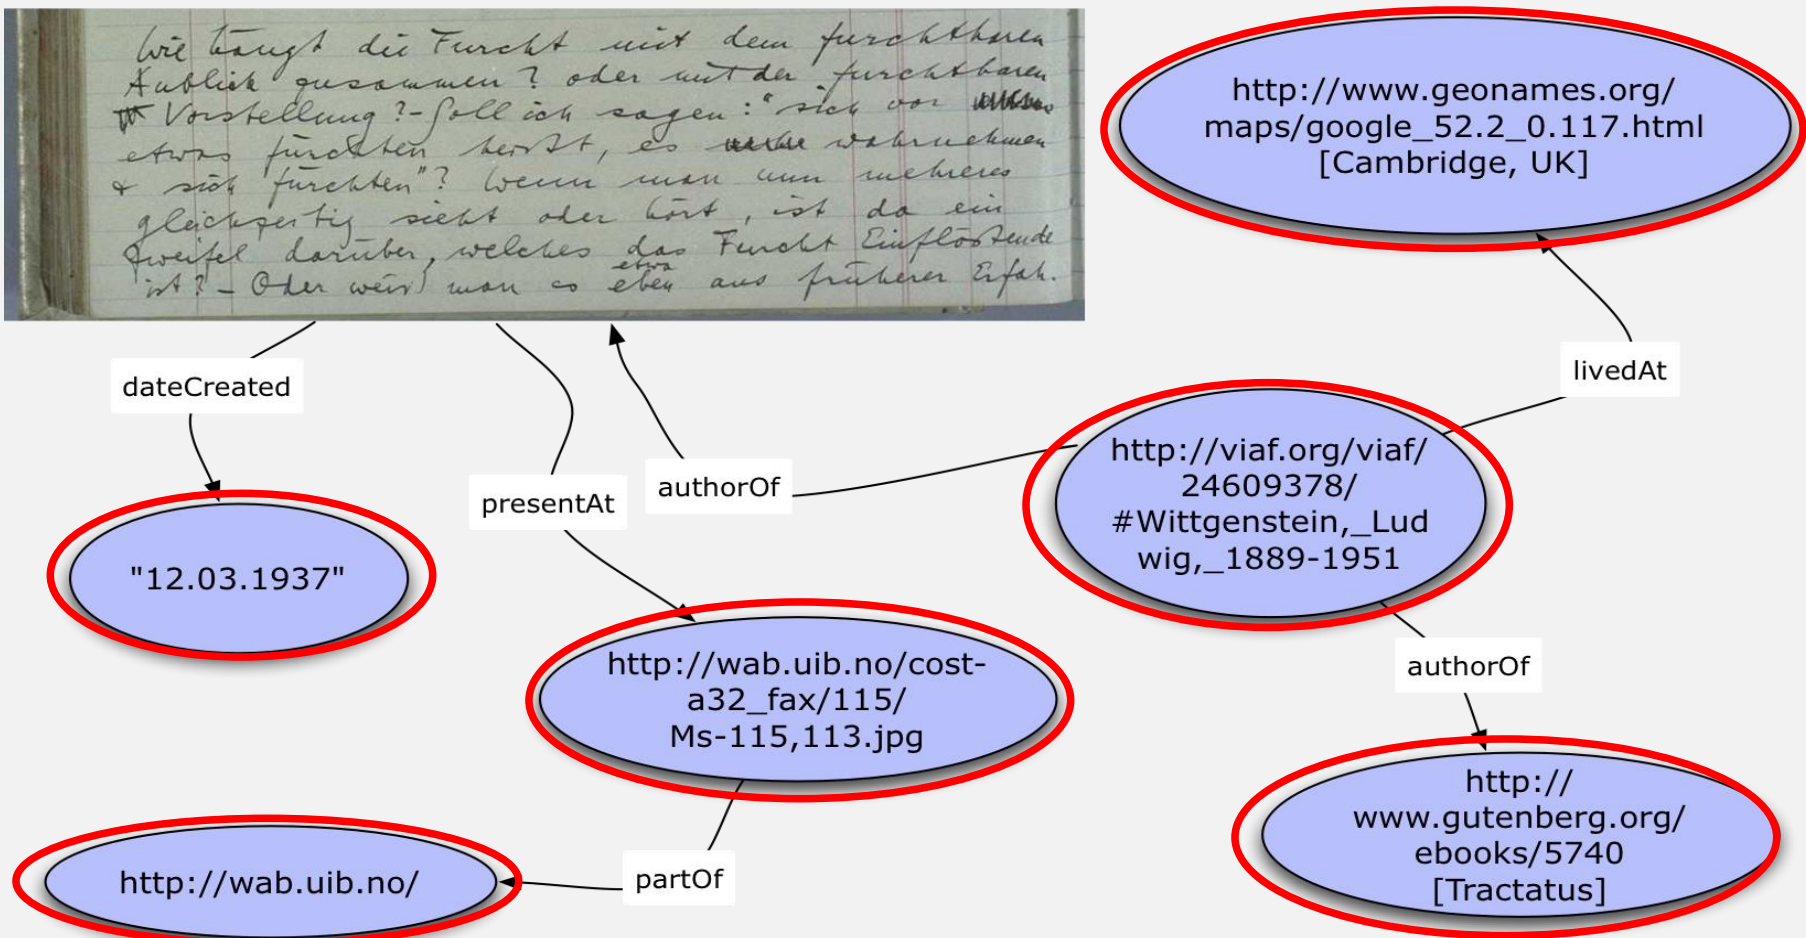 Wie hängt die Furcht mit dem furchtbaren
Anblick zusammen? oder mit der furchtbaren
Vorstellung? – Soll ich sagen: "sich vor
etwas fürchten heißt, es wahrnehmen
& sich fürchten"? Wenn man nun mehreres
gleichzeitig sieht oder hört, ist da ein
Zweifel darüber, welches das Furcht Einflößende
etwa
ist? – Oder weiß man es eben aus früherer Erfah.
http://www.geonames.org/
maps/google_52.2_0.117.html
[Cambridge, UK]
livedAt
dateCreated
http://viaf.org/viaf/
24609378/
#Wittgenstein,_Lud
wig,_1889-1951
authorOf
presentAt
"12.03.1937"
http://wab.uib.no/cost-
a32_fax/115/
Ms-115,113.jpg
authorOf
http://
www.gutenberg.org/
ebooks/5740
[Tractatus]
partOf
http://wab.uib.no/